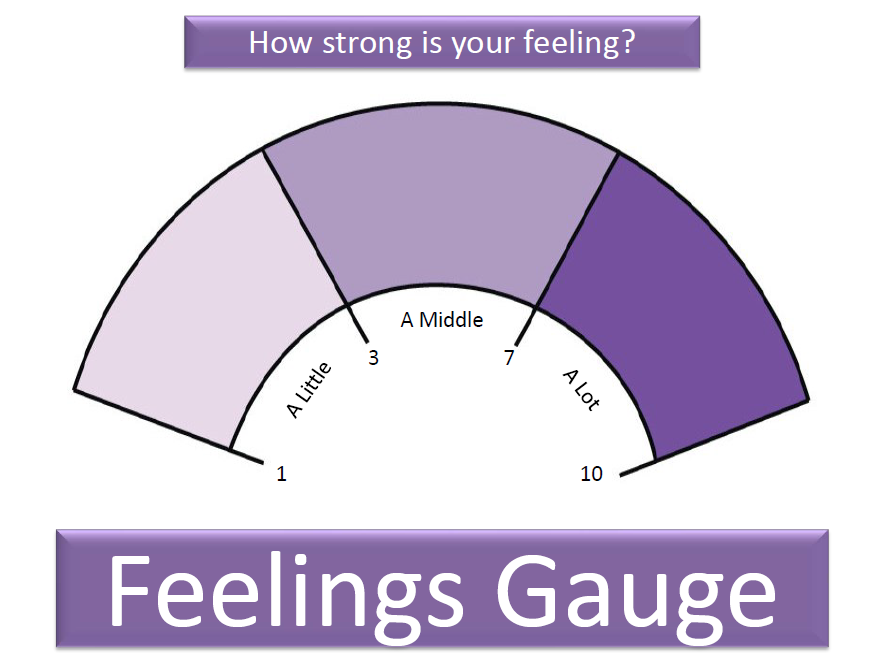 How strong is your feeling?
A Middle
3
7
A Little
A Lot
1
10
Feelings Gauge